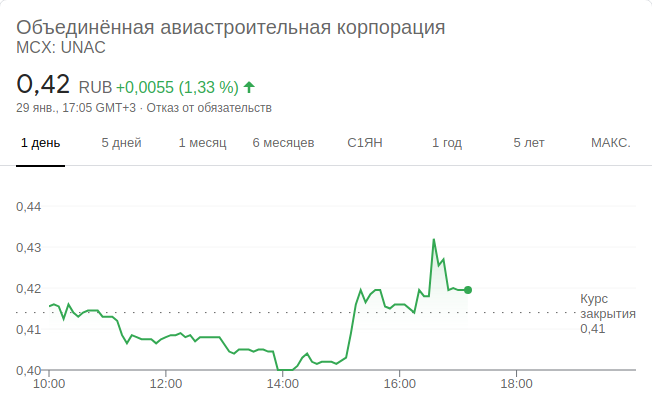 Объединённая авиастроительная корпорация
MCX: UNAC
0,42 RUB +0,0055 (1,33 %)
29 янв., 17:05 GMT+3 · Отказ от обязательств
1 день 5 дней 1 месяц 6 месяцев С1ЯН 1 год 5 лет МАКС.
0,44
0,43
0,42
Курс
закрытия
0,41
0,41
0,40
10:00 12:00 14:00 16:00 18:00